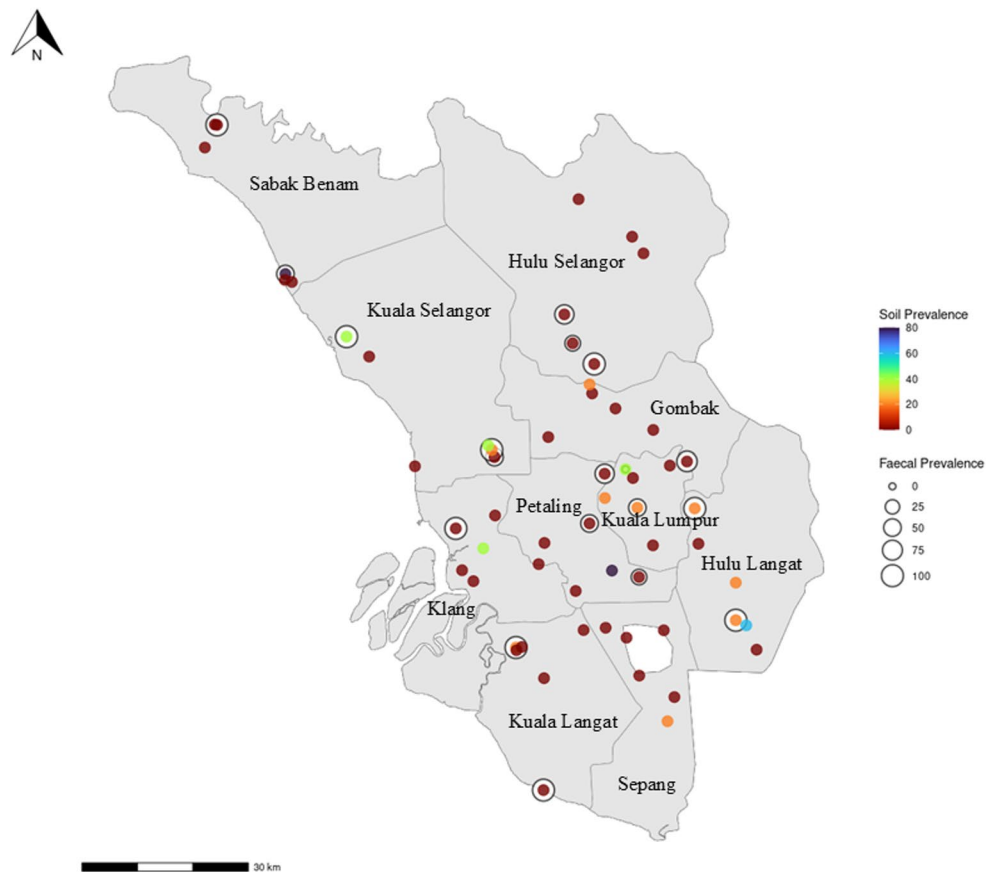 N
Sabak Benam
Hulu Selangor
Kuala Selangor
Soil Prevalence
80
60
40
20
0
Gombak
Faecal Prevalence
0
25
50
75
100
Petaling
Kuala Lumpur
Hulu Langat
Klang
Kuala Langat
Sepang
30 km